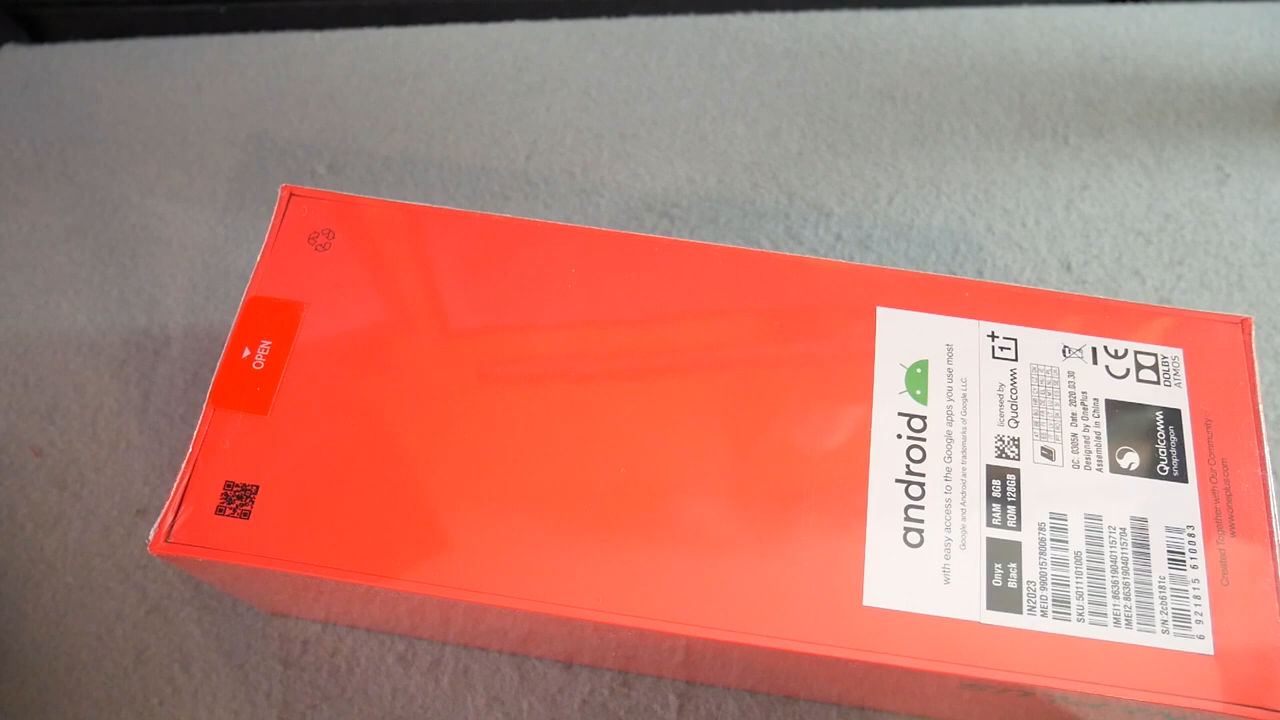 OPEN
android
with easy access to the Google apps you use most
Google and Android are trademarks of Google LLC.
Onyx
Black
RAM 8GB
ROM 128GB
licensed by
Qualcomm
IN2023
MEID:99001578006785
SKU:5011101005
IMEI1:863619040115712
IMEI2:863619040115704
S/N:2cb6181c
6 921815 610083
QC: 0305N Date: 2020.03.30
Designed by OnePlus
Assembled in China
Qualcomm
snapdragon
CE
DOLBY
ATMOS
Created Together with Our Community
www.oneplus.com